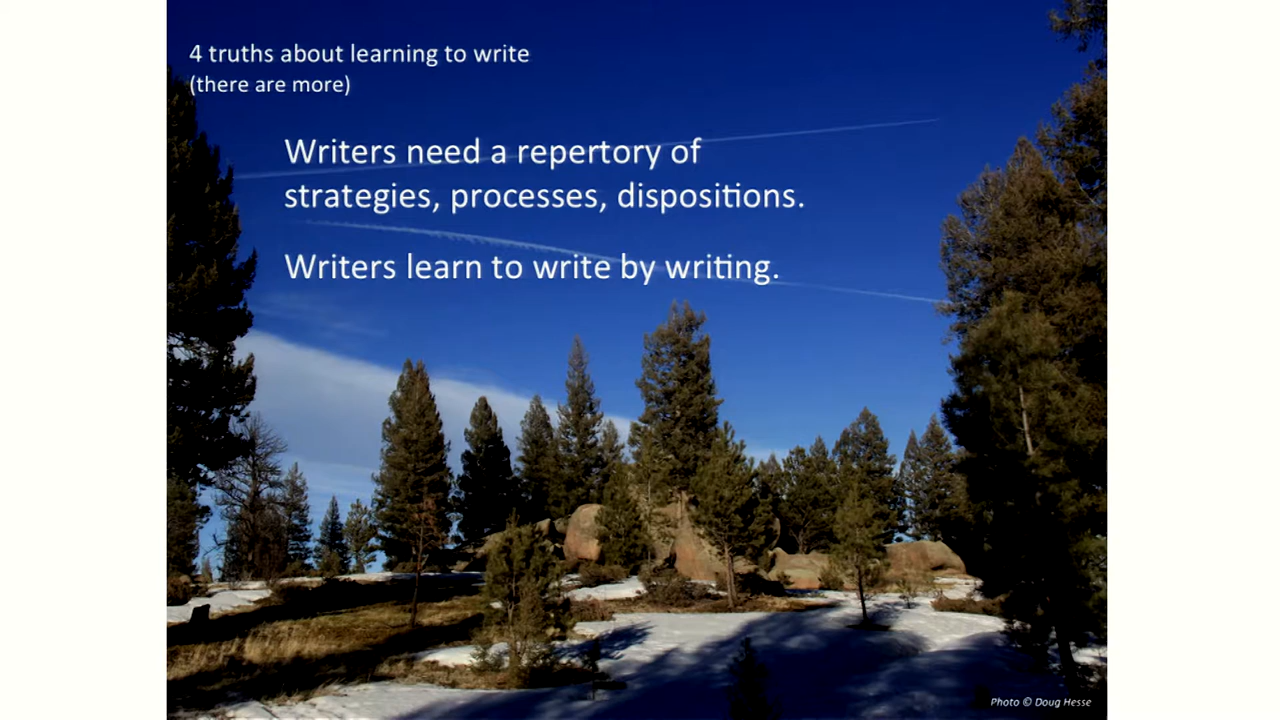 4 truths about learning to write
(there are more)
Writers need a repertory of
strategies, processes, dispositions.
Writers learn to write by writing.
Photo © Doug Hesse